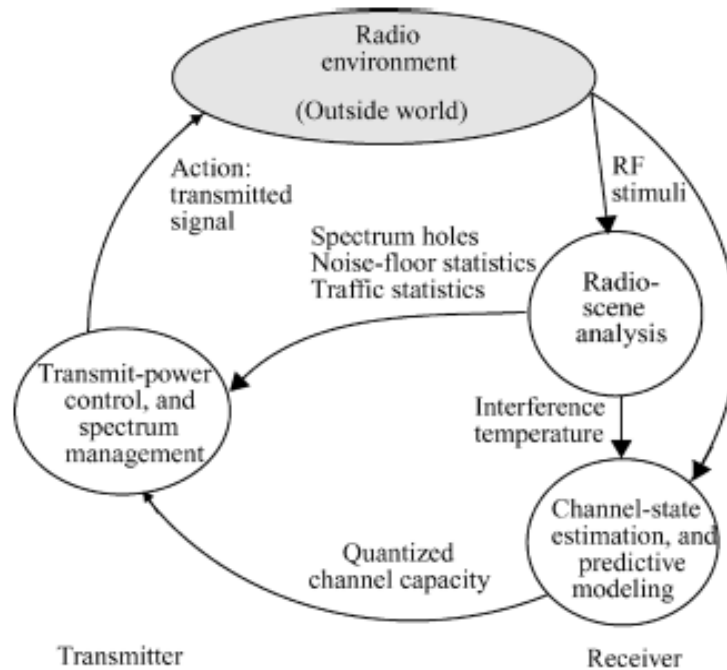 Radio
environment
(Outside world)
Action:
transmitted
signal
RF
stimuli
Spectrum holes
Noise-floor statistics
Traffic statistics
Radio-
scene
analysis
Transmit-power
control, and
spectrum
management
Interference
temperature
Channel-state
estimation, and
predictive
modeling
Quantized
channel capacity
Transmitter
Receiver